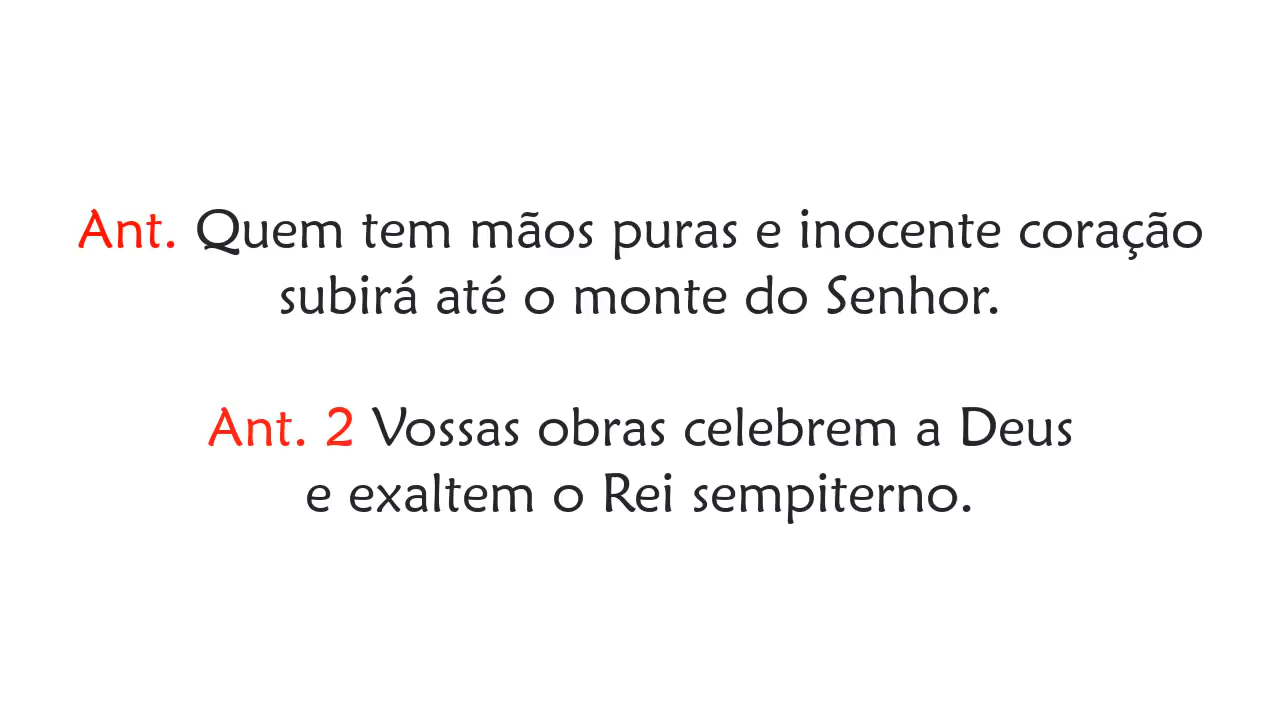 Ant. Quem tem mãos puras e inocente coração
subirá até o monte do Senhor.
Ant. 2 Vossas obras celebrem a Deus
e exaltem o Rei sempiterno.